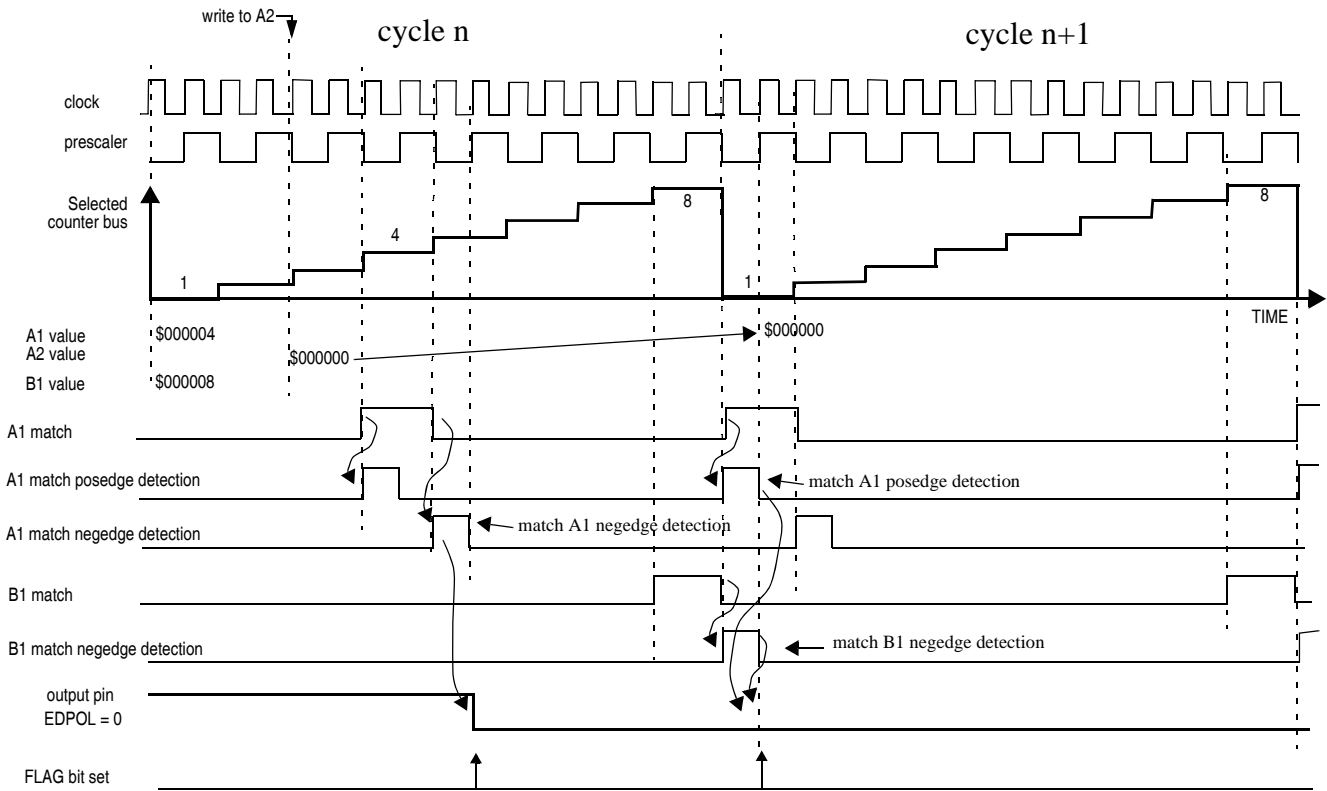 write to A2
cycle n
cycle n+1
clock
prescaler
Selected
counter bus
1
4
8
1
8
TIME
A1 value
$000004
$000000
A2 value
$000000
B1 value
$000008
A1 match
A1 match posedge detection
match A1 posedge detection
A1 match negedge detection
match A1 negedge detection
B1 match
B1 match negedge detection
match B1 negedge detection
output pin
EDPOL = 0
FLAG bit set